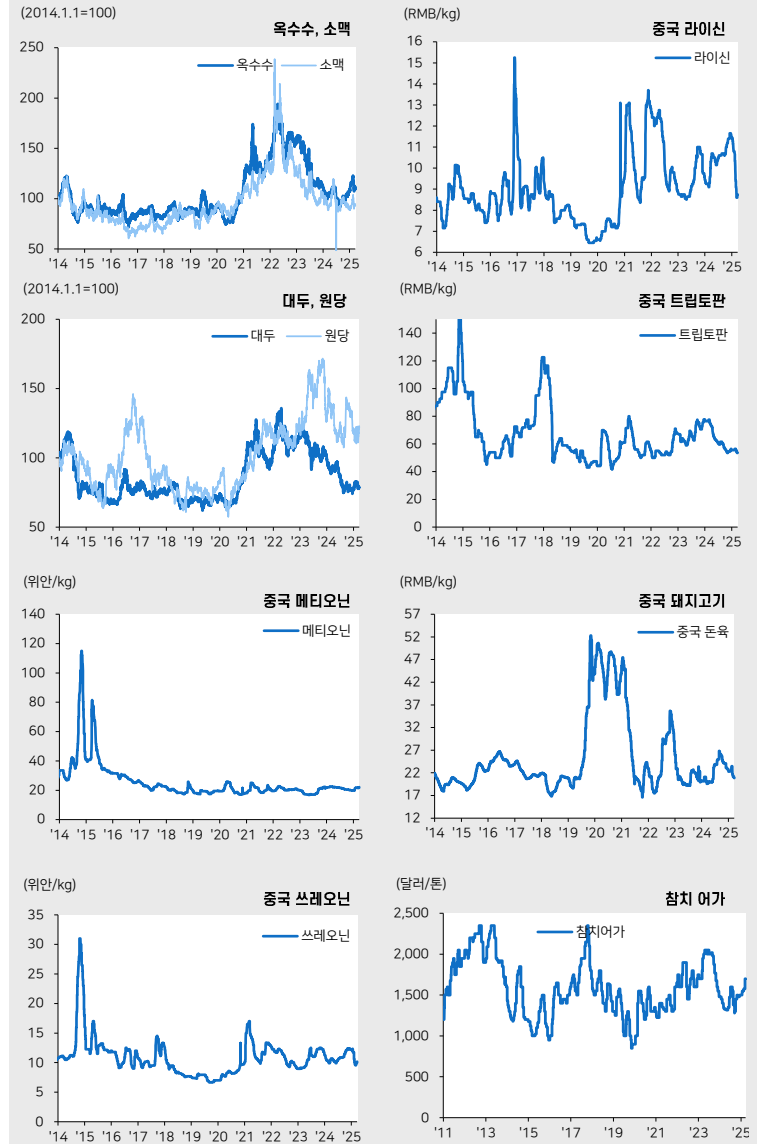 (2014.1.1=100)
옥수수, 소맥
옥수수 소맥
250
200
150
100
50
'14 '15 '16 '17 '18 '19 '20 '21 '22 '23 '24 '25
(RMB/kg)
중국 라이신
라이신
16
15
14
13
12
11
10
9
8
7
6
'14 '15 '16 '17 '18 '19 '20 '21 '22 '23 '24 '25
(2014.1.1=100)
대두, 원당
대두 원당
200
150
100
50
'14 '15 '16 '17 '18 '19 '20 '21 '22 '23 '24 '25
(RMB/kg)
중국 트립토판
트립토판
140
120
100
80
60
40
20
0
'14 '15 '16 '17 '18 '19 '20 '21 '22 '23 '24 '25
(위안/kg)
중국 메티오닌
메티오닌
140
120
100
80
60
40
20
0
'14 '15 '16 '17 '18 '19 '20 '21 '22 '23 '24 '25
(RMB/kg)
중국 돼지고기
중국 돈육
57
52
47
42
37
32
27
22
17
12
'14 '15 '16 '17 '18 '19 '20 '21 '22 '23 '24 '25
(위안/kg)
중국 쓰레오닌
쓰레오닌
35
30
25
20
15
10
5
0
'14 '15 '16 '17 '18 '19 '20 '21 '22 '23 '24 '25
(달러/톤)
참치 어가
참치어가
2,500
2,000
1,500
1,000
500
0
'11 '13 '15 '17 '19 '21 '23 '25